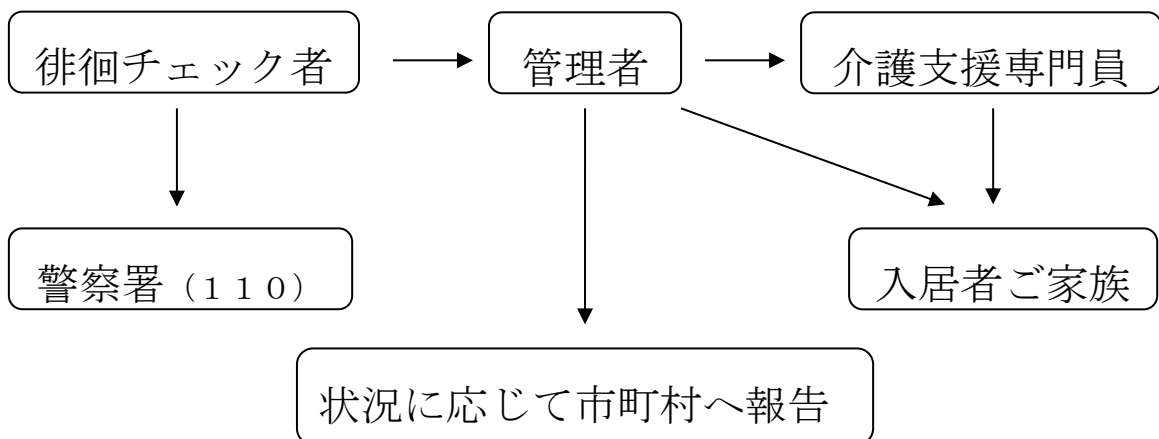 徘徊チェック者
管理者
介護支援専門員
警察署（１１０）
入居者ご家族
状況に応じて市町村へ報告